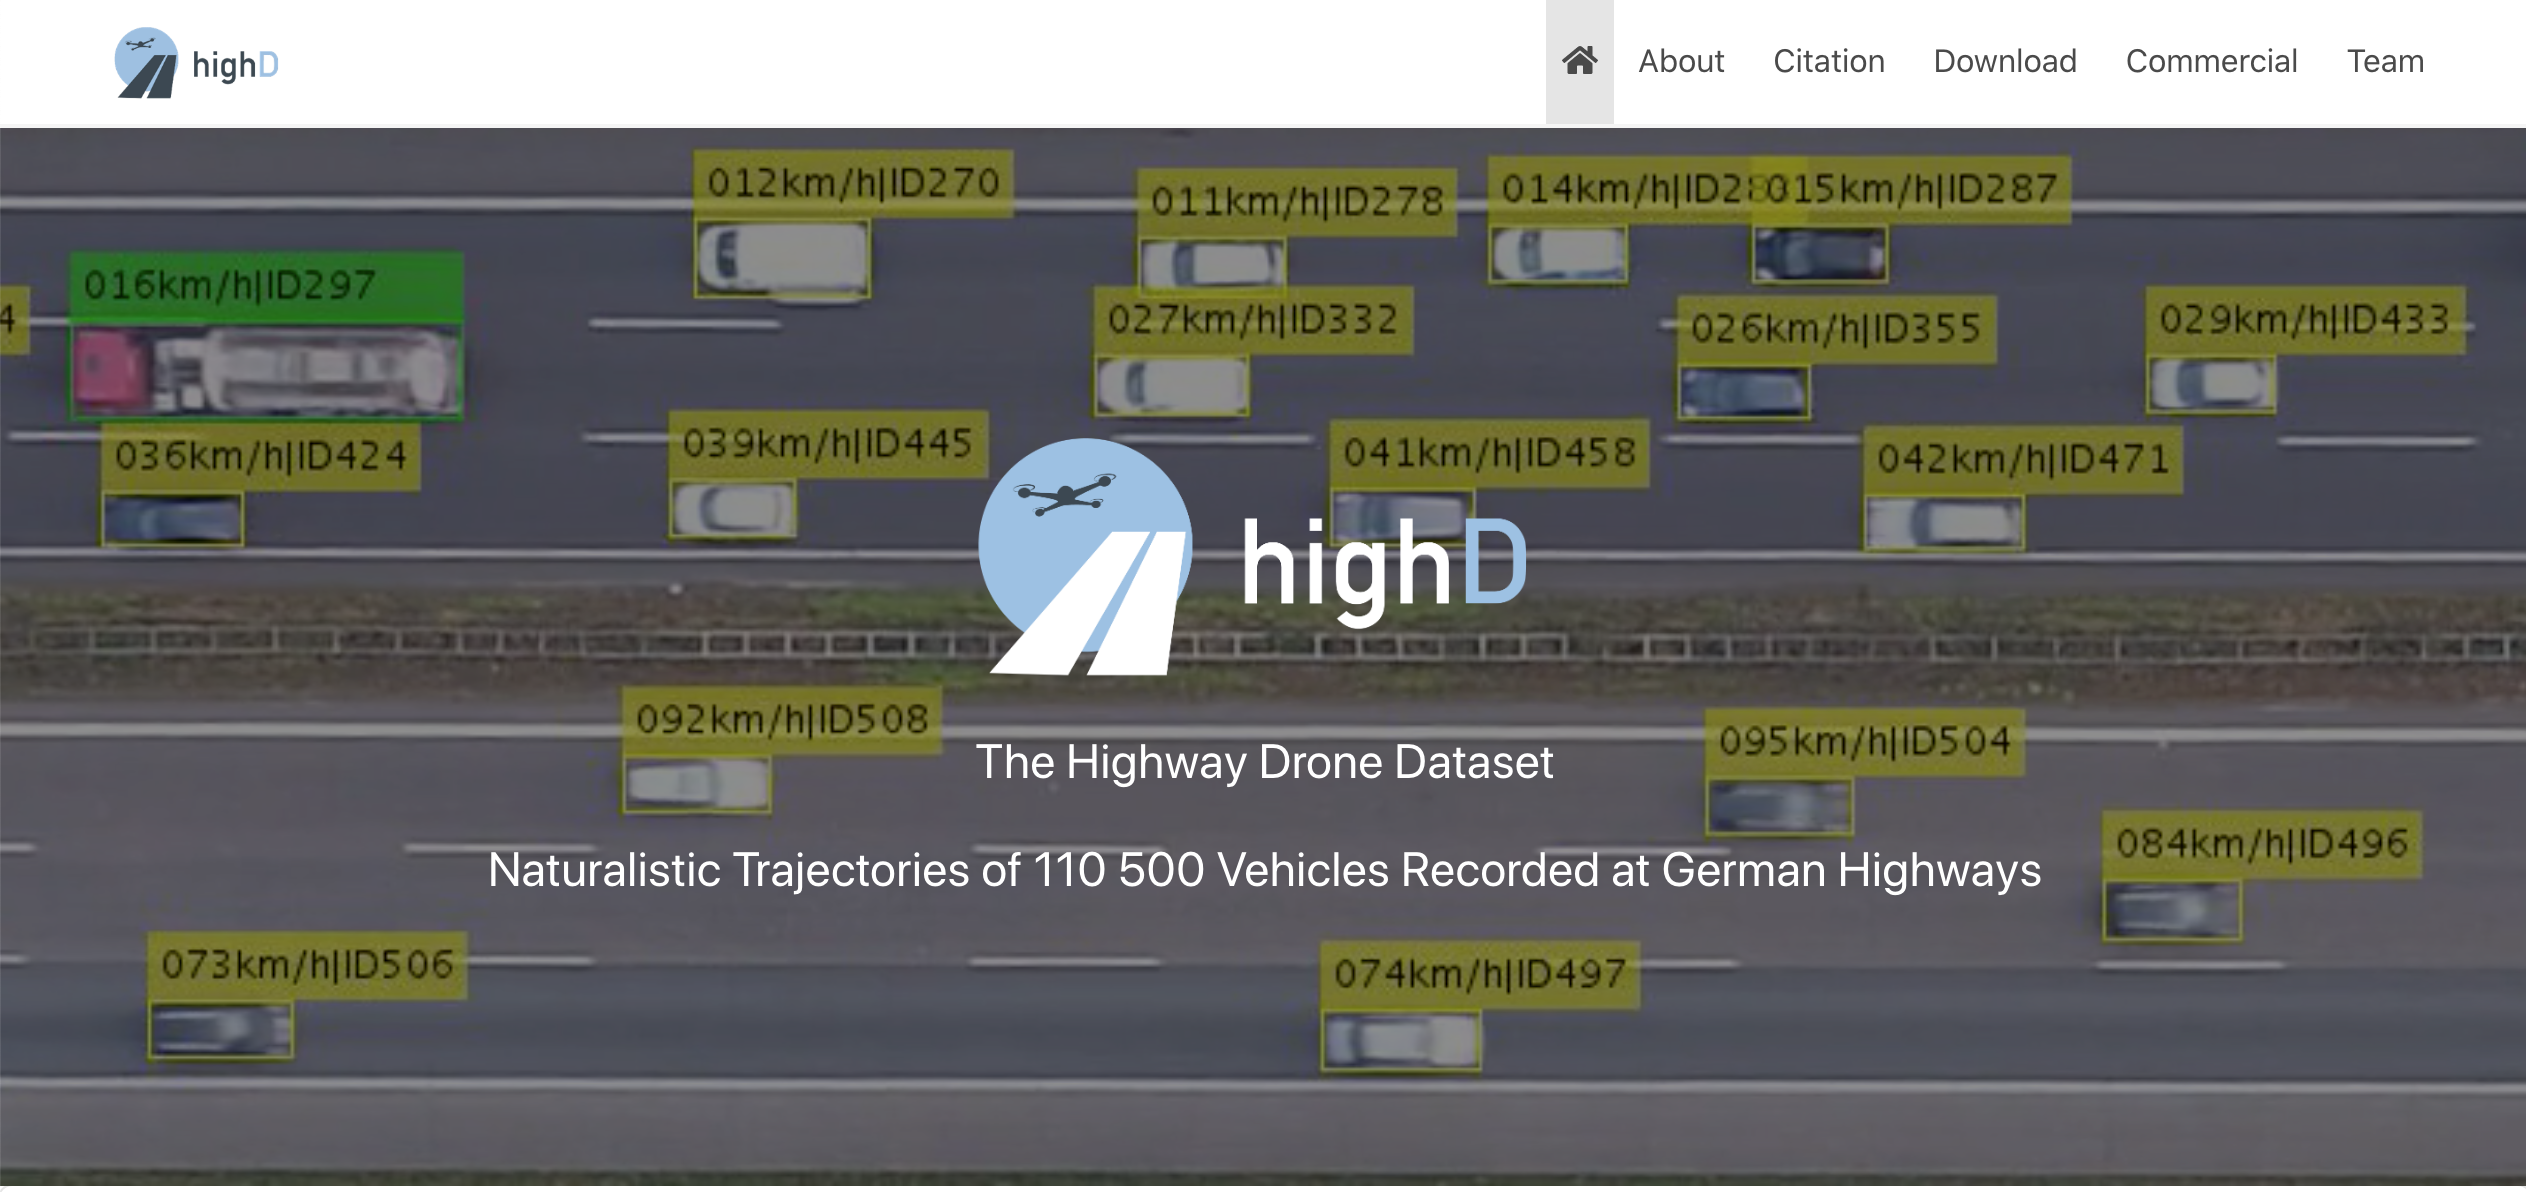 highD
About Citation Download Commercial Team
012km/h|ID270
011km/h|ID278
014km/h|ID28
015km/h|ID287
016km/h|ID297
4
027km/h|ID332
026km/h|ID355
029km/h|ID433
036km/h|ID424
039km/h|ID445
041km/h|ID458
042km/h|ID471
highD
092km/h|ID508
095km/h|ID504
The Highway Drone Dataset
084km/h|ID496
Naturalistic Trajectories of 110 500 Vehicles Recorded at German Highways
073km/h|ID506
074km/h|ID497